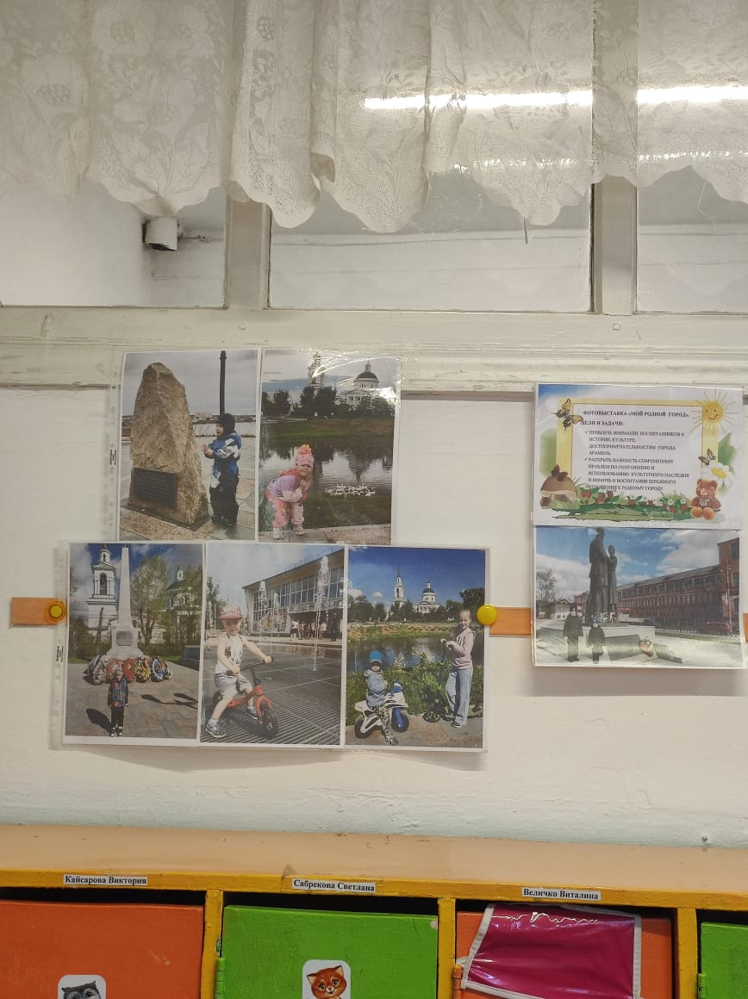 ФОТОВЫСТАВКА «МОЙ РОДНОЙ ГОРОД».
ЦЕЛИ И ЗАДАЧИ:
✓ ПРИВЛЕЧЬ ВНИМАНИЕ ВОСПИТАННИКОВ К
ИСТОРИИ, КУЛЬТУРЕ,
ДОСТОПРИМЕЧАТЕЛЬНОСТЯМ ГОРОДА
АРАМИЛЬ
✓ РАСКРЫТЬ ВАЖНОСТЬ СОВРЕМЕННЫХ
ПРОБЛЕМ ПО СОХРАНЕНИЮ И
ИСПОЛЬЗОВАНИЮ КУЛЬТУРНОГО НАСЛЕДИЯ
И ПОМОЧЬ В ВОСПИТАНИИ БЕРЕЖНОГО
ОТНОШЕНИЯ К РОДНОМУ ГОРОДУ
Кайсарова Виктория
Сабрекова Светлана
Величко Виталина